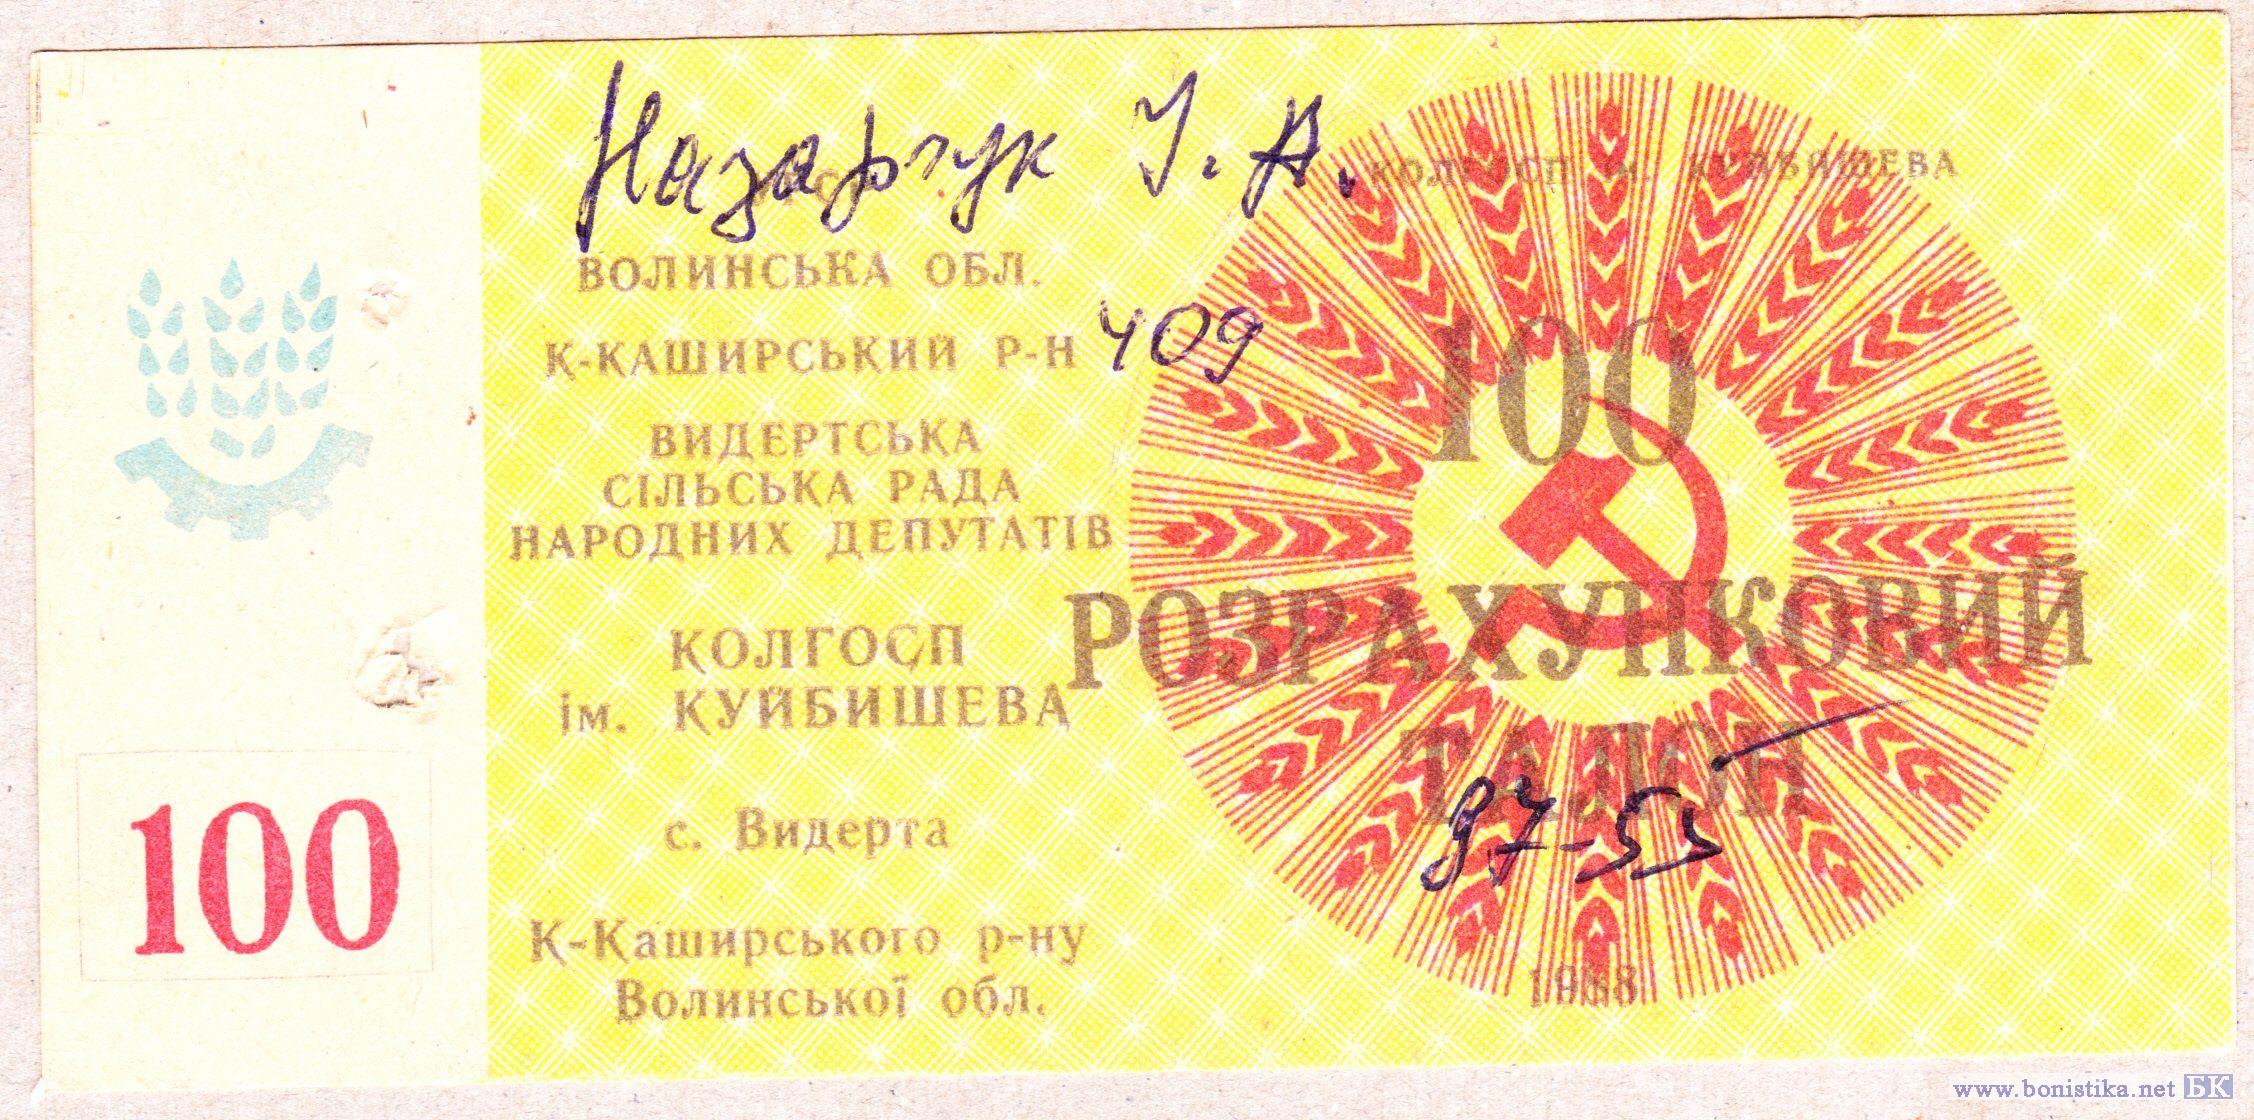 Назарчук У. А.
КОЛГОСП ім. КУЙБИШЕВА
ВОЛИНСЬКА ОБЛ.
К-КАШИРСЬКИЙ Р-Н
409
100
ВИДЕРТСЬКА
СІЛЬСЬКА РАДА
НАРОДНИХ ДЕПУТАТІВ
РОЗРАХУНКОВИЙ
ТАЛОН
КОЛГОСП
ім. КУЙБИШЕВА
97-55
с. Видерта
100
К-Каширського р-ну
Волинської обл.
1988
www.bonistika.net БК